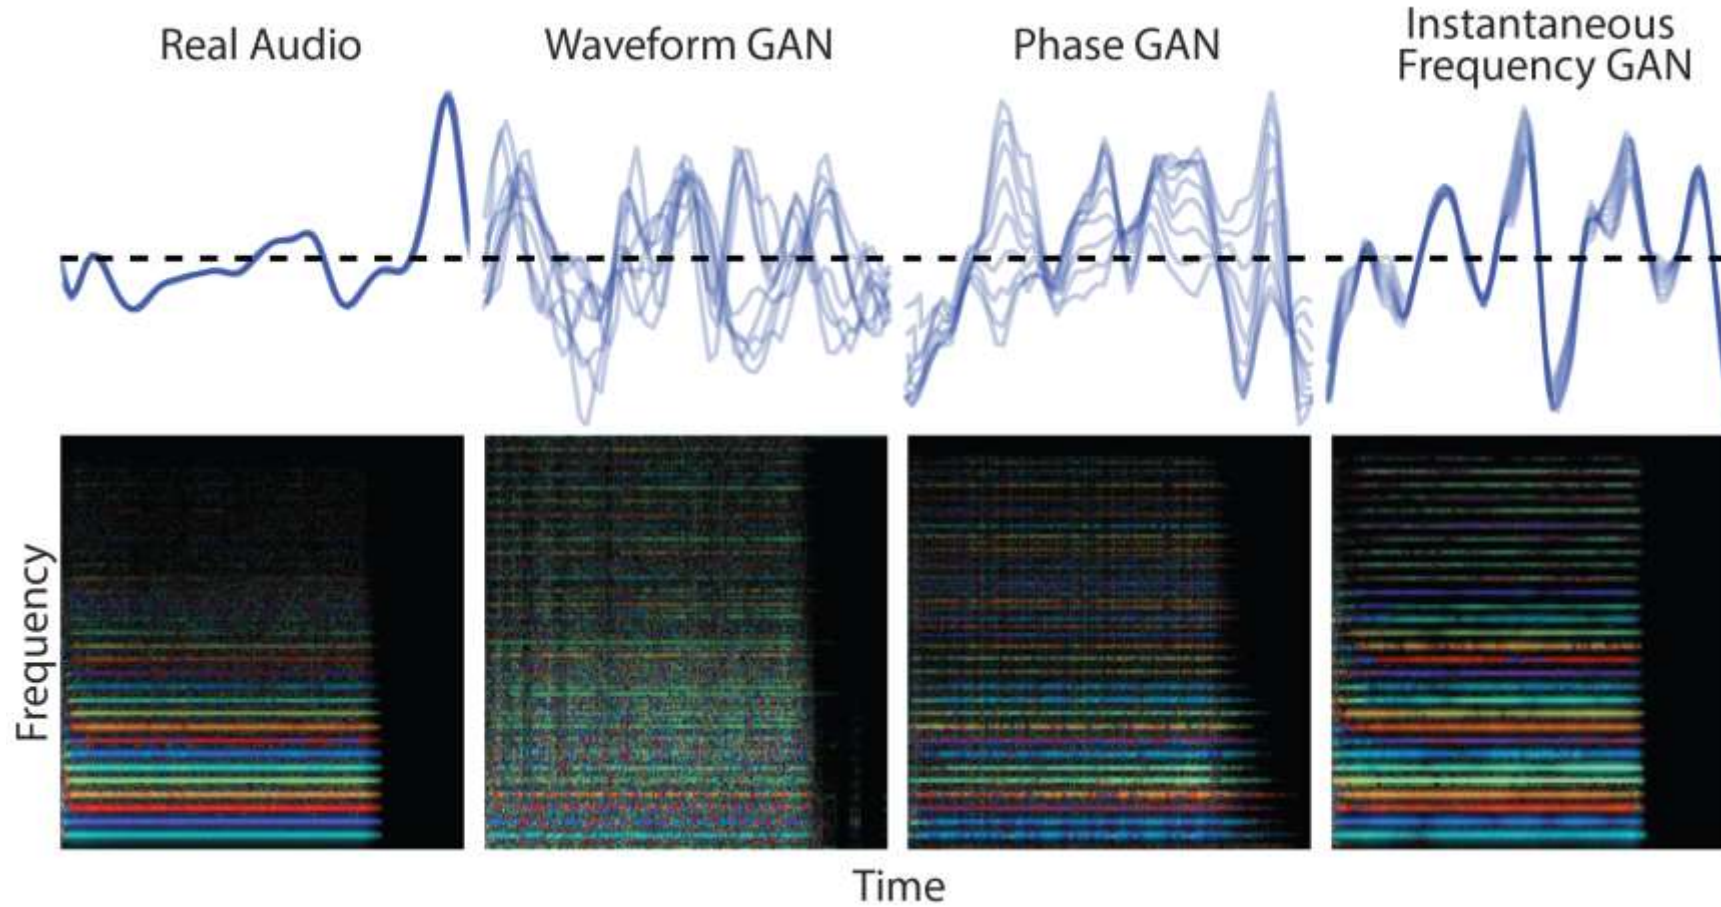 Real Audio
Waveform GAN
Phase GAN
Instantaneous
Frequency GAN
Frequency
Time